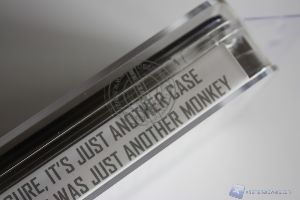 SURE, IT'S JUST ANOTHER CASE
WAS JUST ANOTHER MONKEY